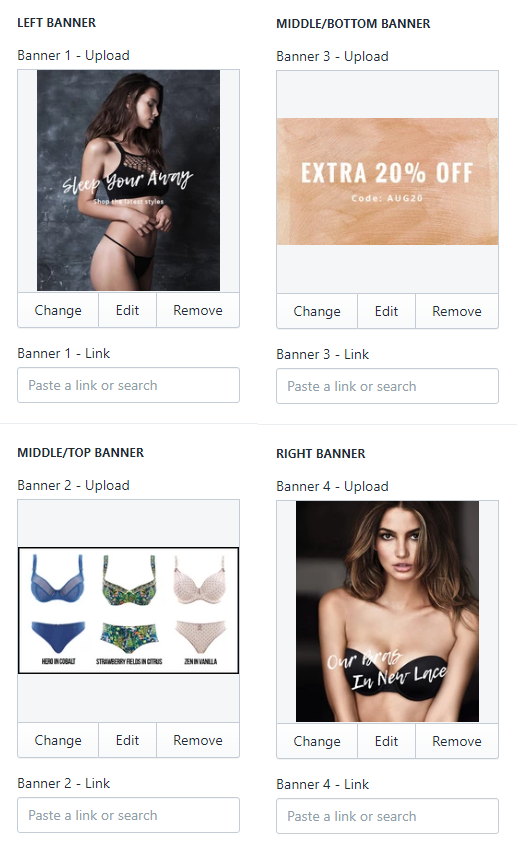 LEFT BANNER
Banner 1 - Upload
Sleep Your Away
Shop the latest styles
Change Edit Remove
Banner 1 - Link
Paste a link or search
MIDDLE/BOTTOM BANNER
Banner 3 - Upload
EXTRA 20% OFF
Code: AUG20
Change Edit Remove
Banner 3 - Link
Paste a link or search
MIDDLE/TOP BANNER
Banner 2 - Upload
HERO IN COBALT STRAWBERRY FIELDS IN CITRUS ZEN IN VANILLA
Change Edit Remove
Banner 2 - Link
Paste a link or search
RIGHT BANNER
Banner 4 - Upload
Our Bras
In New Lace
Change Edit Remove
Banner 4 - Link
Paste a link or search